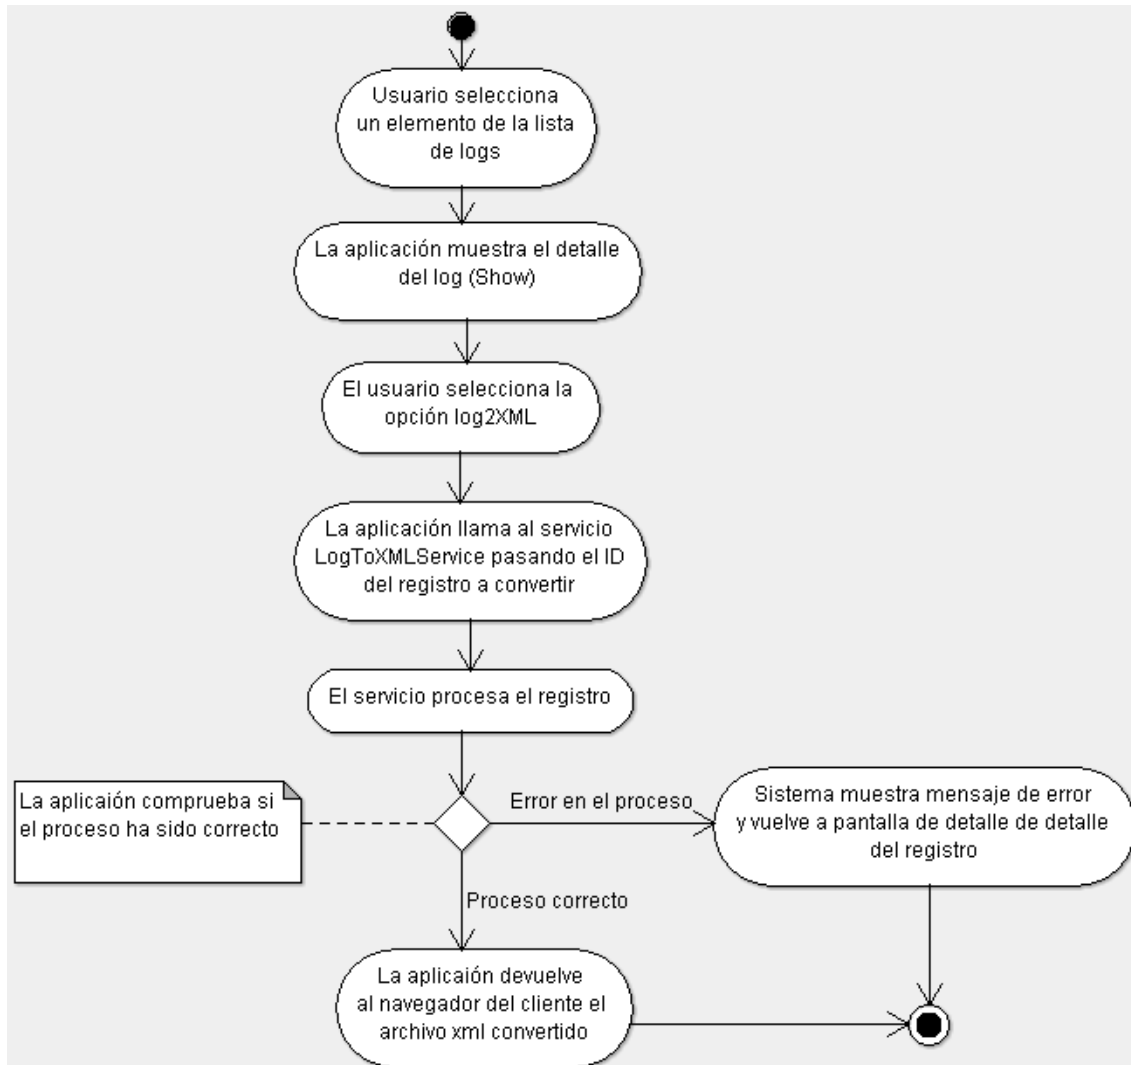 Usuario selecciona
un elemento de la lista
de logs
La aplicación muestra el detalle
del log (Show)
El usuario selecciona la
opción log2XML
La aplicación llama al servicio
LogToXMLService pasando el ID
del registro a convertir
El servicio procesa el registro
La aplicaión comprueba si
el proceso ha sido correcto
Error en el proceso
Sistema muestra mensaje de error
y vuelve a pantalla de detalle de detalle
del registro
Proceso correcto
La aplicaión devuelve
al navegador del cliente el
archivo xml convertido